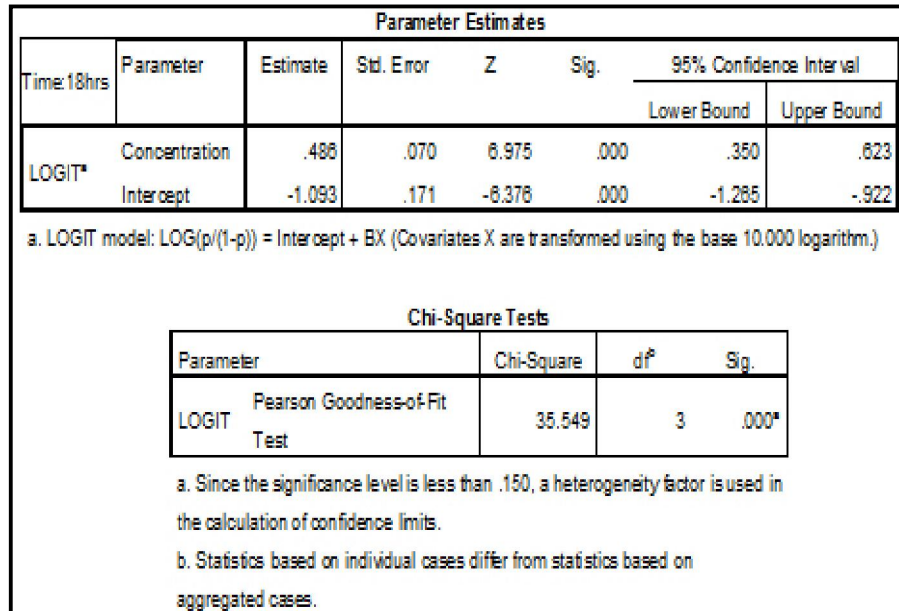 Parameter Estimates
Time:18hrs Parameter Estimate Std. Error Z Sig. 95% Confidence Interval
Lower Bound Upper Bound
LOGITᵃ Concentration .486 .070 6.975 .000 .350 .623
Intercept -1.093 .171 -6.376 .000 -1.265 -.922
a. LOGIT model: LOG(p/(1-p)) = Intercept + BX (Covariates X are transformed using the base 10.000 logarithm.)
Chi-Square Tests
Parameter Chi-Square dfᵇ Sig.
LOGIT Pearson Goodness-of-Fit Test 35.549 3 .000ᵃ
a. Since the significance level is less than .150, a heterogeneity factor is used in
the calculation of confidence limits.
b. Statistics based on individual cases differ from statistics based on
aggregated cases.